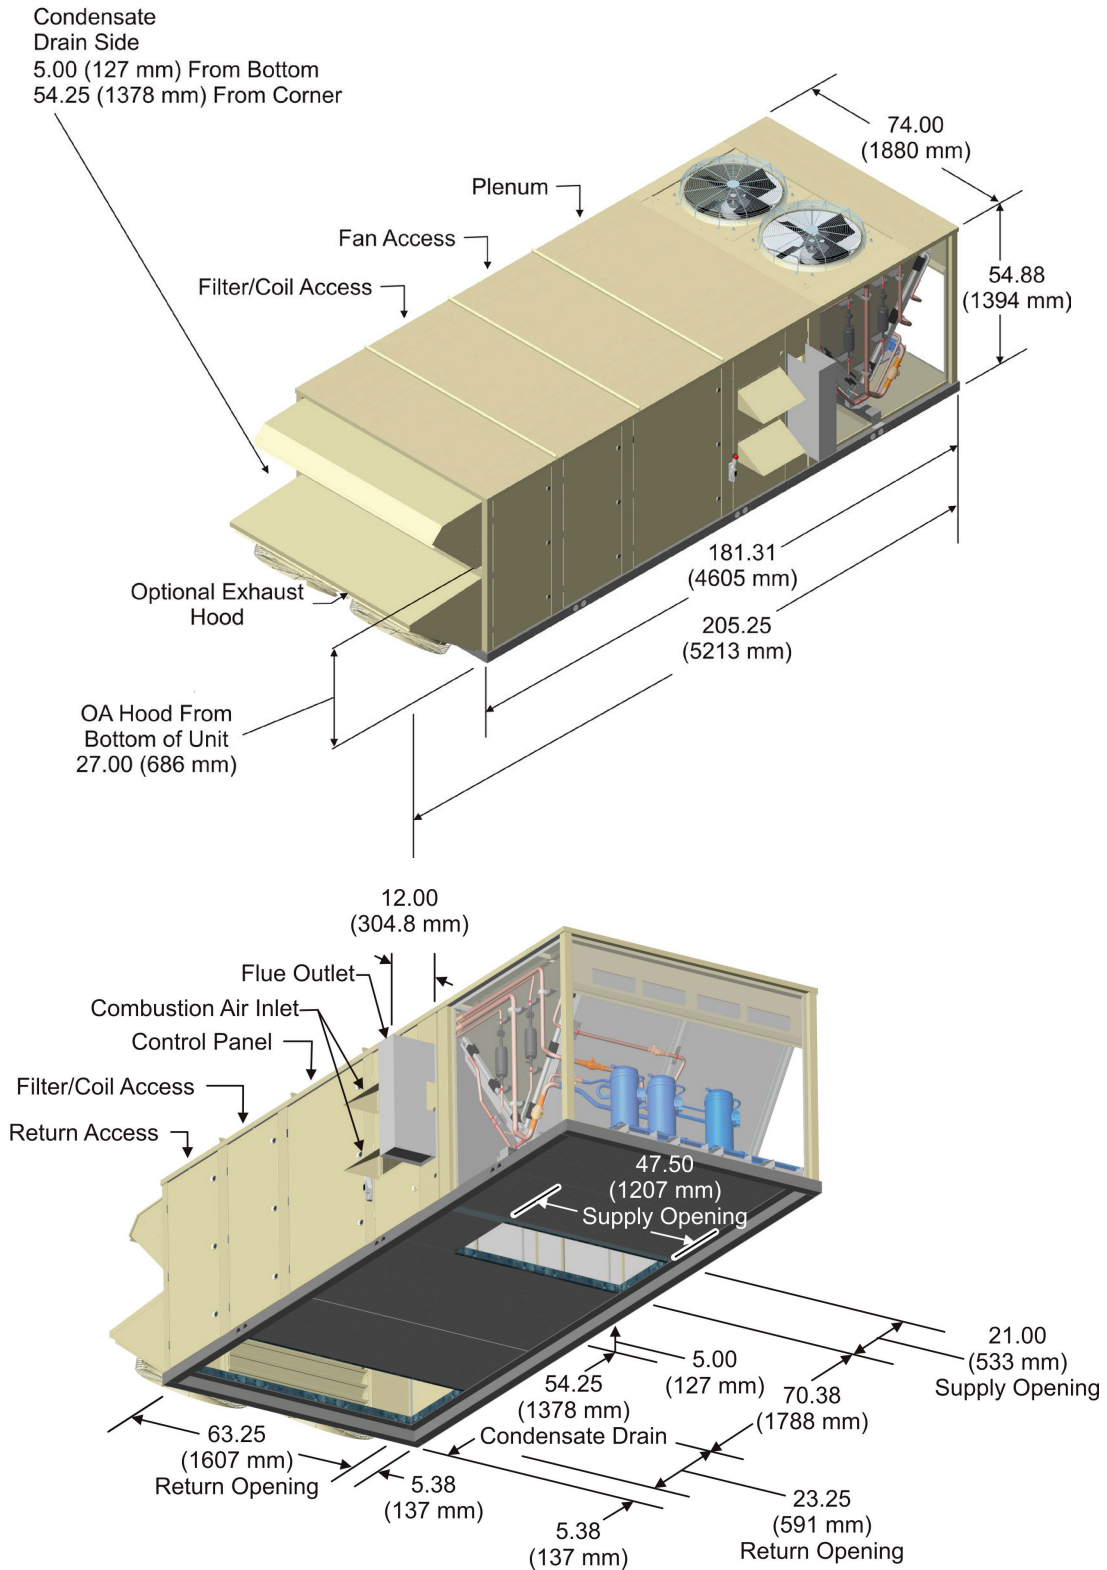 Condensate
Drain Side
5.00 (127 mm) From Bottom
54.25 (1378 mm) From Corner
74.00
(1880 mm)
Plenum
Fan Access
Filter/Coil Access
54.88
(1394 mm)
181.31
(4605 mm)
Optional Exhaust
Hood
205.25
(5213 mm)
OA Hood From
Bottom of Unit
27.00 (686 mm)
12.00
(304.8 mm)
Flue Outlet
Combustion Air Inlet
Control Panel
Filter/Coil Access
Return Access
47.50
(1207 mm)
Supply Opening
21.00
(533 mm)
Supply Opening
5.00
(127 mm)
54.25
(1378 mm)
Condensate Drain
70.38
(1788 mm)
63.25
(1607 mm)
Return Opening
5.38
(137 mm)
23.25
(591 mm)
Return Opening
5.38
(137 mm)